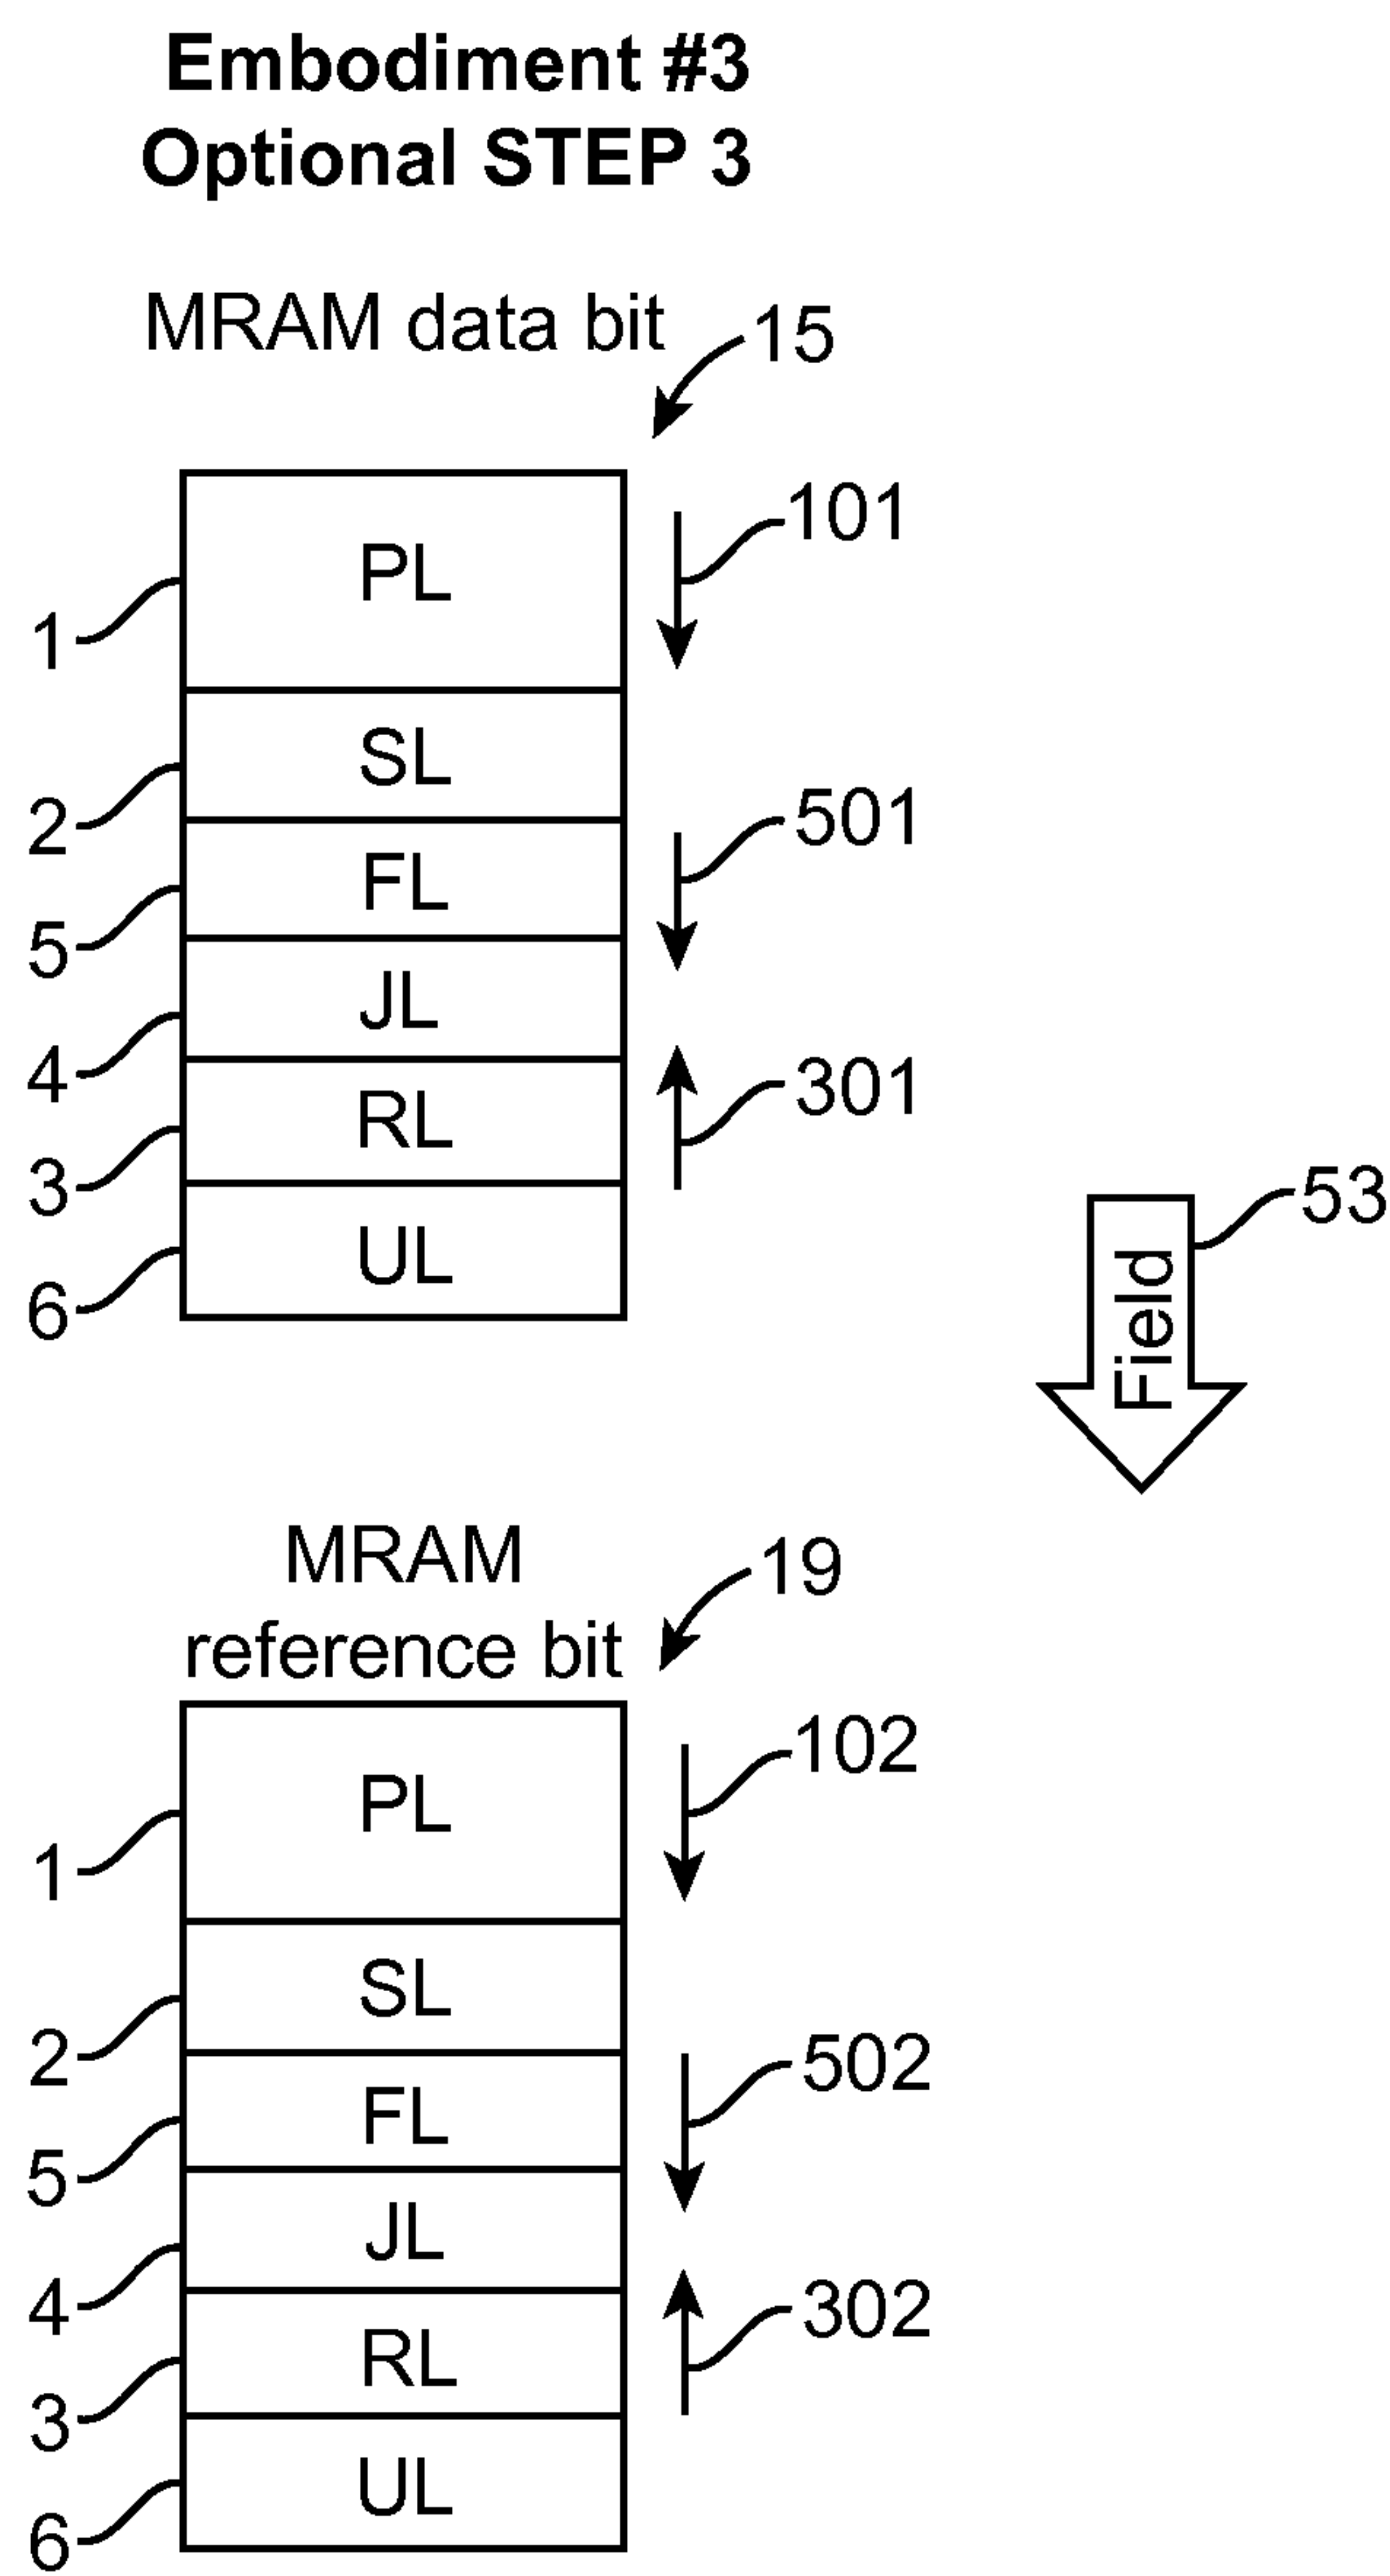 Embodiment #3
Optional STEP 3
MRAM data bit
15
PL
101
1
SL
2
501
FL
5
JL
4
301
RL
3
53
UL
6
Field
MRAM
reference bit
19
102
PL
1
SL
2
502
FL
5
JL
4
302
RL
3
UL
6